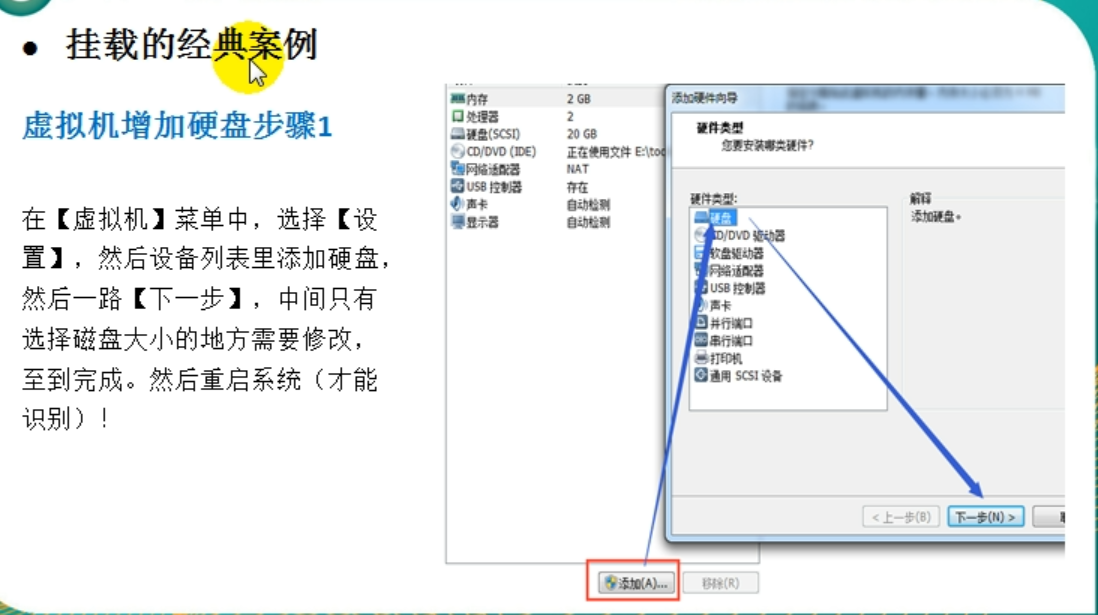 挂载的经典案例
虚拟机增加硬盘步骤1
在【虚拟机】菜单中，选择【设
置】，然后设备列表里添加硬盘，
然后一路【下一步】，中间只有
选择磁盘大小的地方需要修改，
至到完成。然后重启系统（才能
识别）！
内存 2 GB
处理器 2
硬盘(SCSI) 20 GB
CD/DVD (IDE) 正在使用文件 E:\too
网络适配器 NAT
USB 控制器 存在
声卡 自动检测
显示器 自动检测
添加(A)...
移除(R)
添加硬件向导
硬件类型
您要安装哪类硬件?
硬件类型:
硬盘
CD/DVD 驱动器
软盘驱动器
网络适配器
USB 控制器
声卡
并行端口
串行端口
打印机
通用 SCSI 设备
解释
添加硬盘。
< 上一步(B)
下一步(N) >